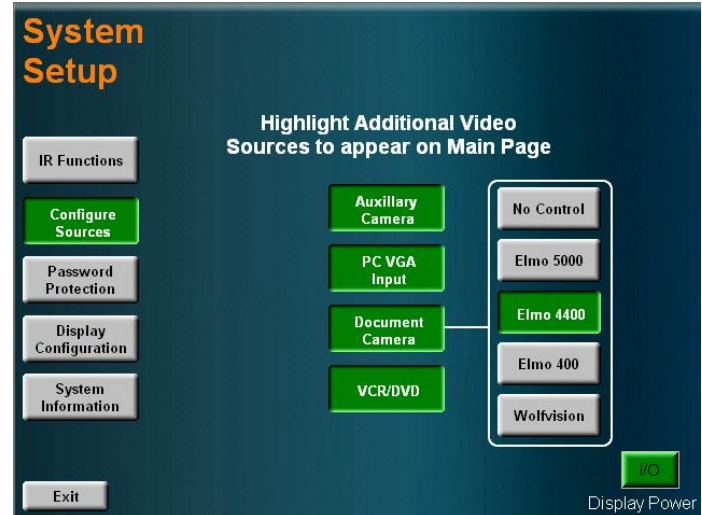 System
Setup
Highlight Additional Video
Sources to appear on Main Page
IR Functions
Configure
Sources
Password
Protection
Display
Configuration
System
Information
Exit
Auxillary
Camera
PC VGA
Input
Document
Camera
VCR/DVD
No Control
Elmo 5000
Elmo 4400
Elmo 400
Wolfvision
I/O
Display Power